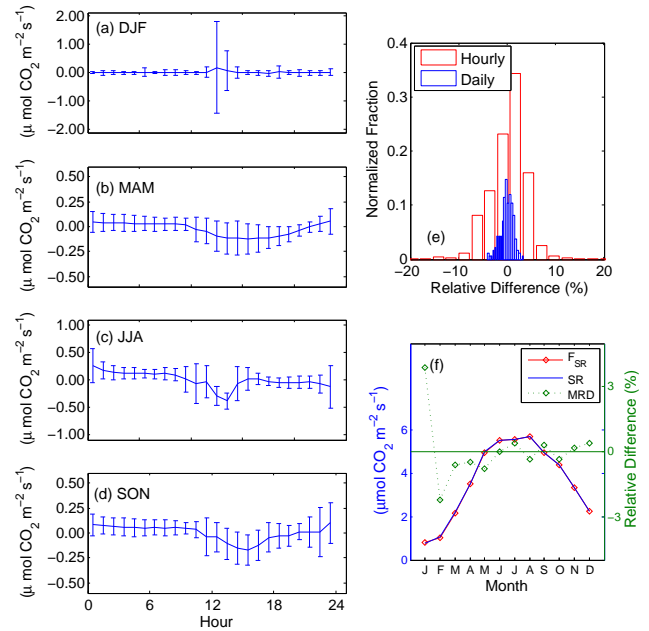 (a) DJF
2.00
1.00
0.00
−1.00
−2.00
(μ mol CO2 m−2 s−1)
(b) MAM
0.50
0.25
0.00
−0.25
−0.50
(μ mol CO2 m−2 s−1)
(c) JJA
1.00
0.50
0.00
−0.50
−1.00
(μ mol CO2 m−2 s−1)
(d) SON
0.50
0.25
0.00
−0.25
−0.50
(μ mol CO2 m−2 s−1)
0 6 12 18 24
Hour
Hourly
Daily
0.4
0.3
0.2
0.1
0
Normalized Fraction
(e)
−20 −10 0 10 20
Relative Difference (%)
(f)
FSR
SR
MRD
6
4
2
0
(μmol CO2 m−2 s−1)
3
0
−3
Relative Difference (%)
J F M A M J J A S O N D
Month